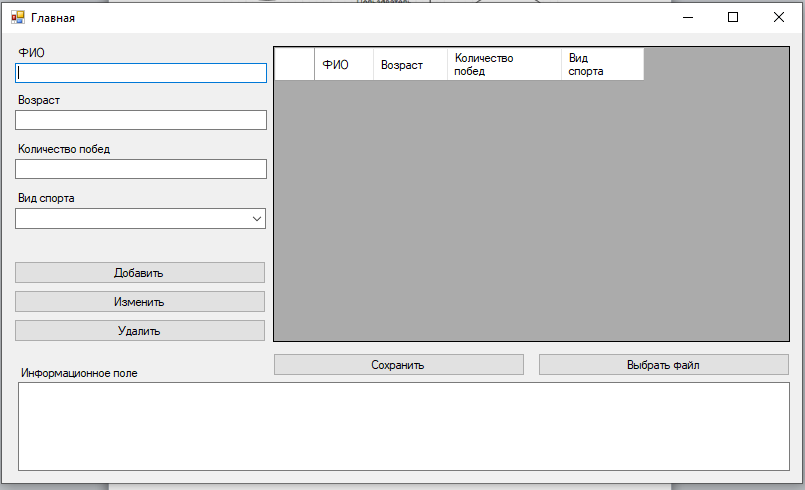 Главная
ФИО
Возраст
Количество побед
Вид спорта
Добавить
Изменить
Удалить
ФИО
Возраст
Количество
побед
Вид
спорта
Сохранить
Выбрать файл
Информационное поле